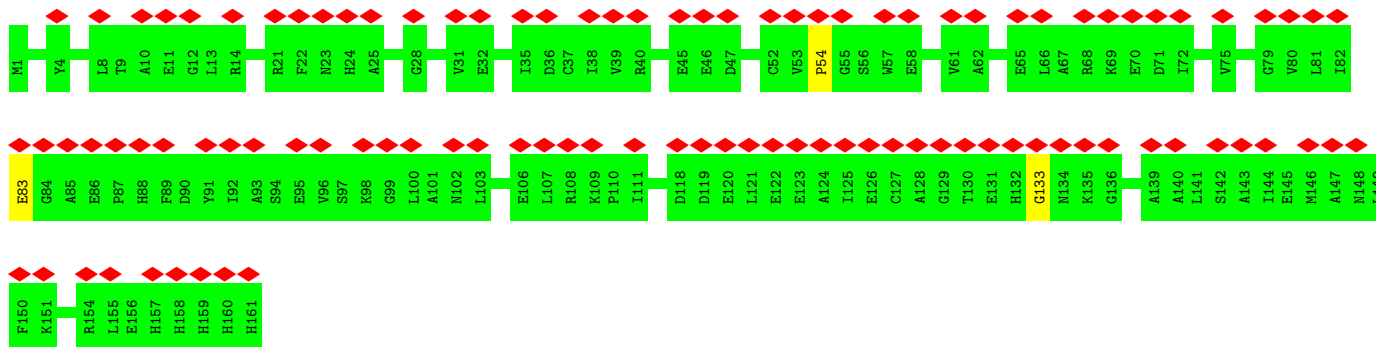 M1 Y4 L8 T9 A10 E11 G12 L13 R14 R21 F22 N23 H24 A25 G28 V31 E32 I35 D36 C37 I38 V39 R40 E45 E46 D47 C52 V53 P54 G55 S56 W57 E58 V61 A62 E65 L66 A67 R68 K69 E70 D71 I72 V75 G79 V80 L81 I82
E83 G84 A85 E86 P87 H88 F89 D90 Y91 I92 A93 S94 E95 V96 S97 K98 G99 L100 A101 N102 L103 E106 L107 R108 K109 P110 I111 D118 D119 E120 L121 E122 E123 A124 I125 E126 C127 A128 G129 T130 E131 H132 G133 N134 K135 G136 A139 A140 L141 S142 A143 I144 E145 M146 A147 N148
F150 K151 R154 L155 E156 H157 H158 H159 H160 H161